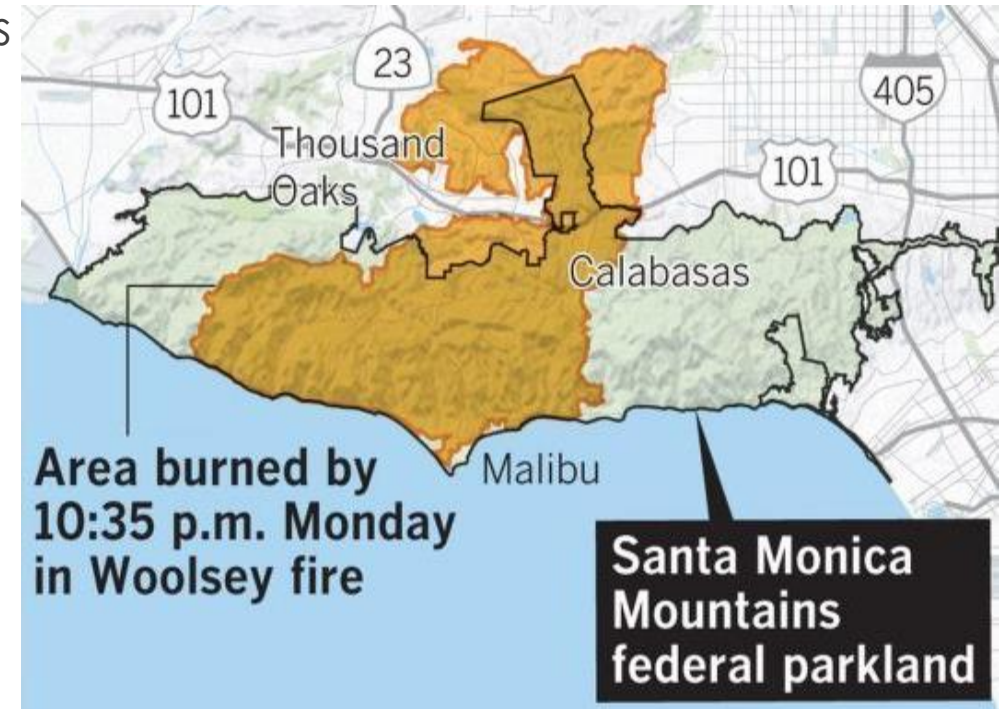 s
23
101
405
Thousand
Oaks
101
Calabasas
Malibu
Area burned by
10:35 p.m. Monday
in Woolsey fire
Santa Monica
Mountains
federal parkland